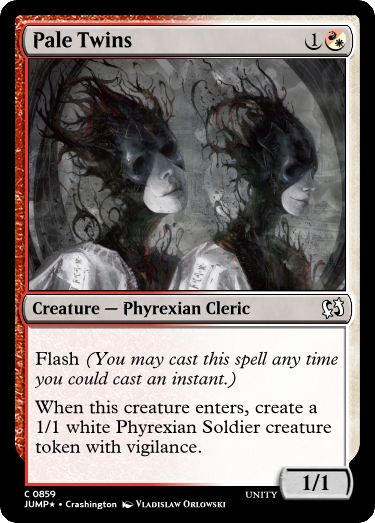 Pale Twins 1
Creature — Phyrexian Cleric
Flash (You may cast this spell any time
you could cast an instant.)
When this creature enters, create a
1/1 white Phyrexian Soldier creature
token with vigilance.
1/1
C 0859
JUMP★ • Crashington Vladislaw Orlowski
UNITY